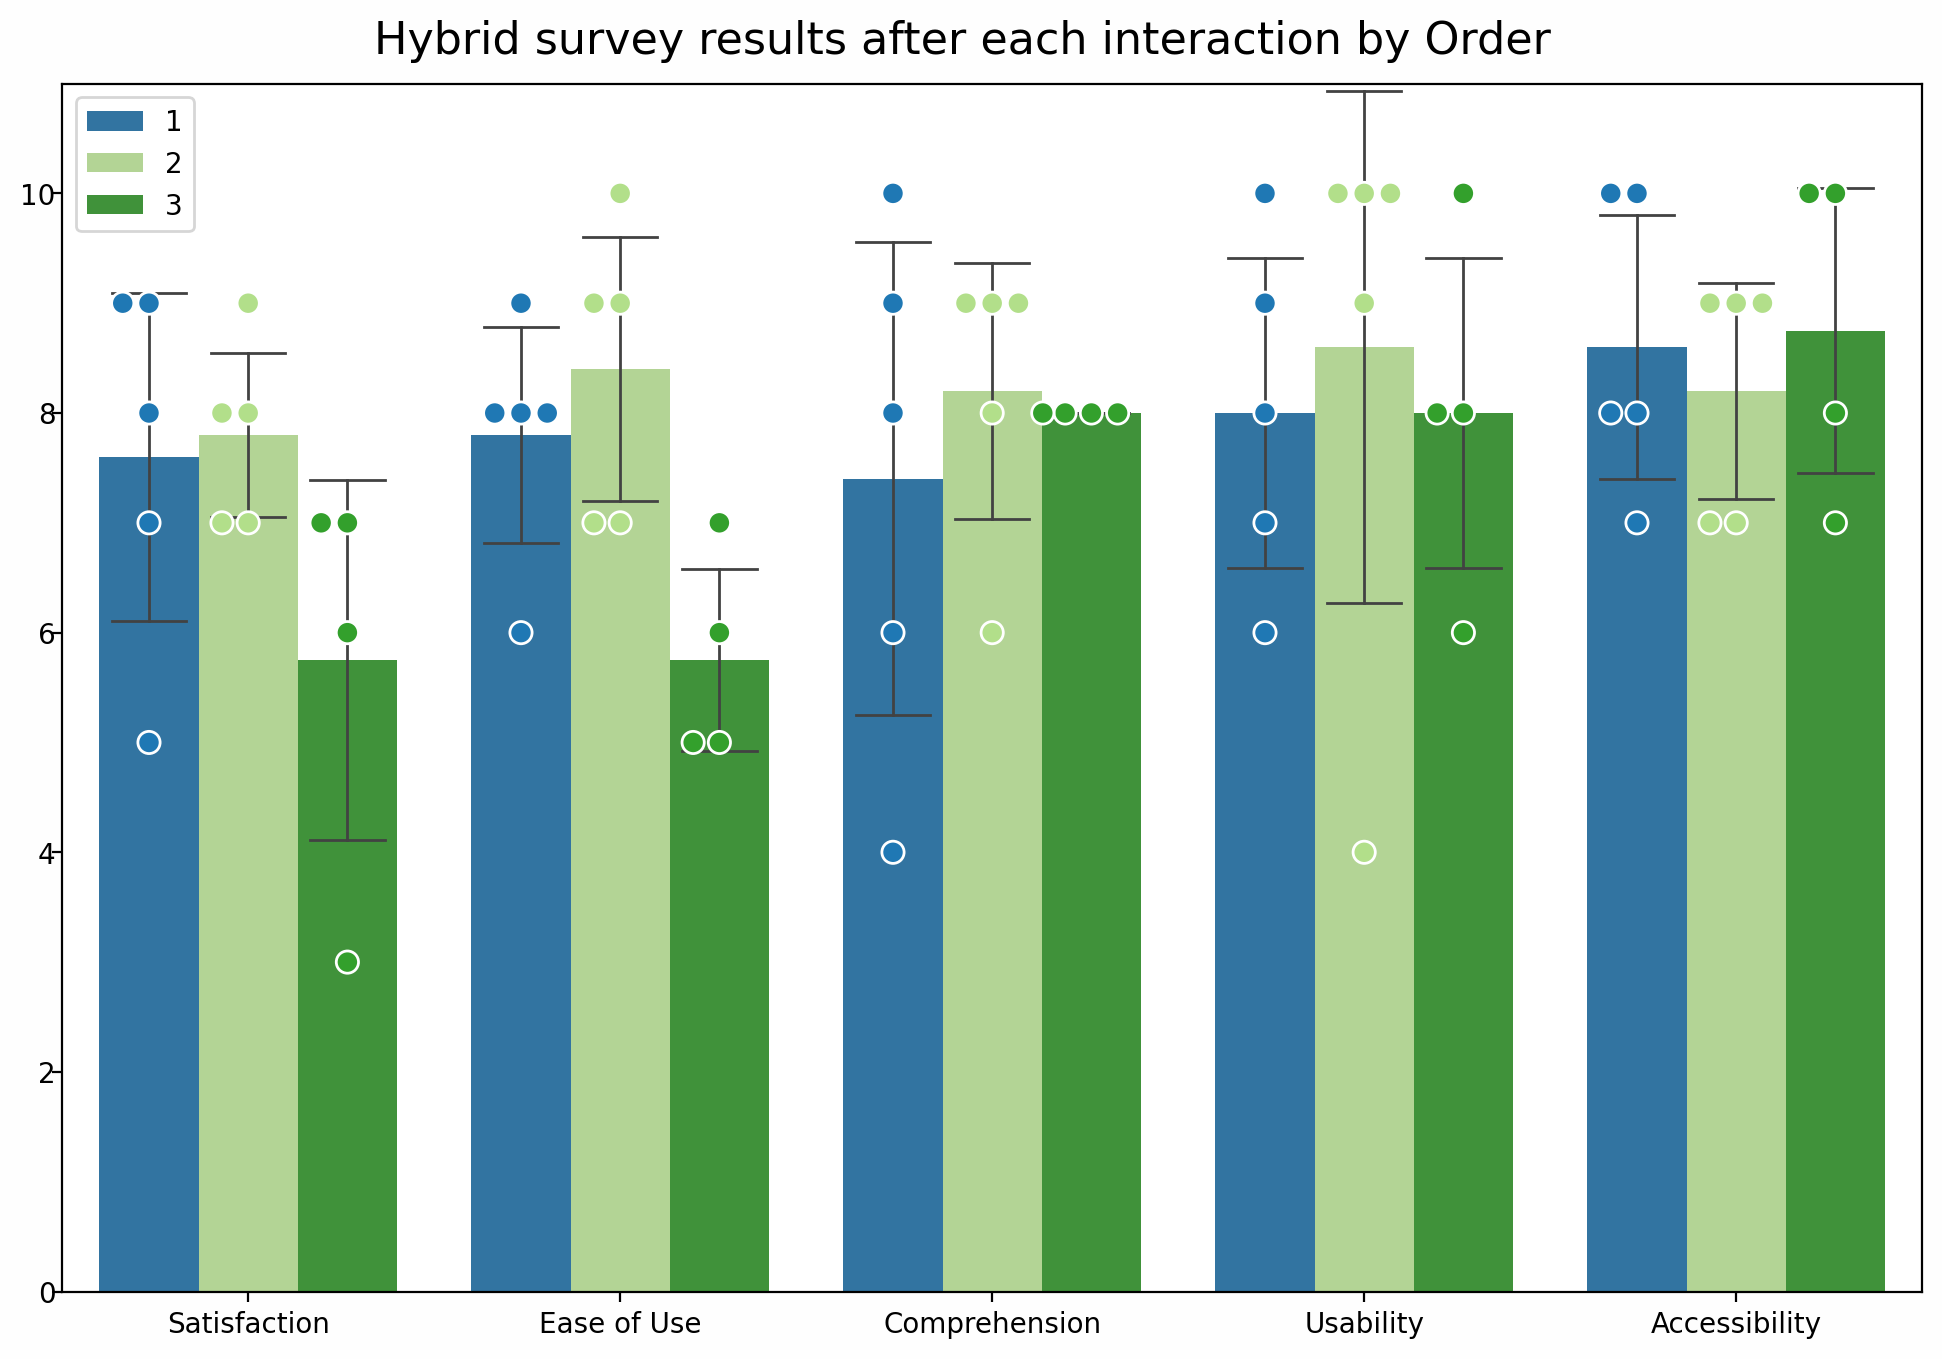 Hybrid survey results after each interaction by Order
1
2
3
10
8
6
4
2
0
Satisfaction
Ease of Use
Comprehension
Usability
Accessibility